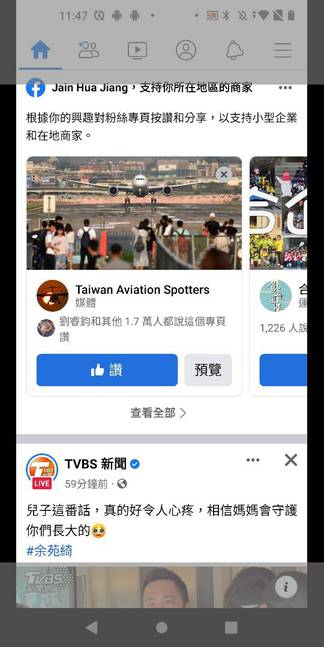 11:47
Jain Hua Jiang，支持你所在地區的商家
根據你的興趣對粉絲專頁按讚和分享，以支持小型企業
和在地商家。
Taiwan Aviation Spotters
媒體
劉睿鈞和其他 1.7 萬人都說這個專頁
讚
讚
預覽
1,226 人說
查看全部
TVBS 新聞
LIVE
59分鐘前
兒子這番話，真的好令人心疼，相信媽媽會守護
你們長大的🥺
#余苑綺
TVBS
新聞網